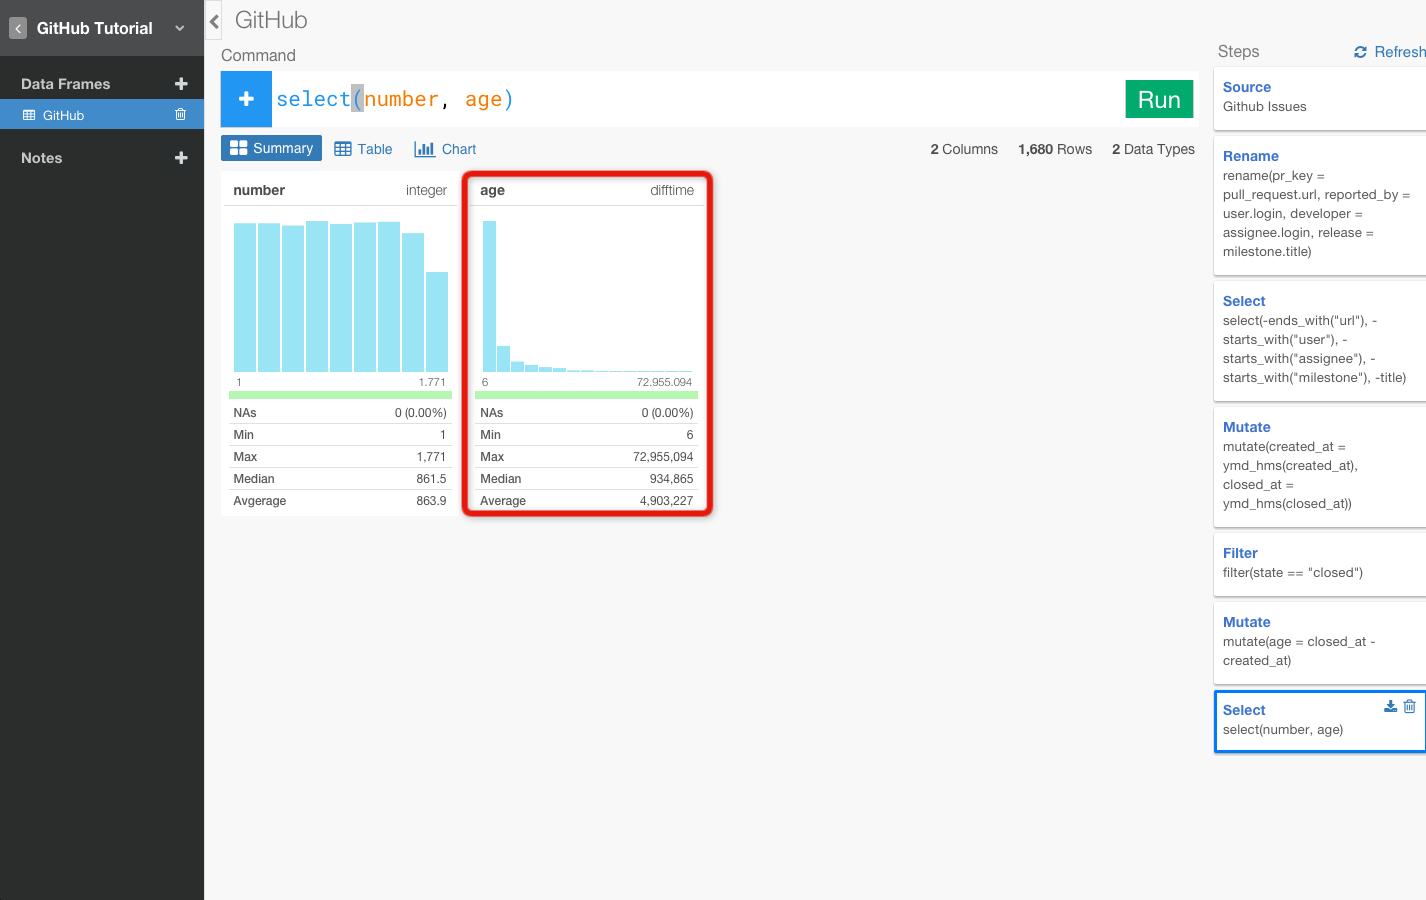 GitHub Tutorial
Data Frames
GitHub
Notes
GitHub
Command
select(number, age)
Run
Summary
Table
Chart
2 Columns
1,680 Rows
2 Data Types
number integer
1 1.771
NAs 0 (0.00%)
Min 1
Max 1,771
Median 861.5
Avgerage 863.9
age difftime
6 72.955.094
NAs 0 (0.00%)
Min 6
Max 72,955,094
Median 934,865
Average 4,903,227
Steps
Refresh
Source
Github Issues
Rename
rename(pr_key =
pull_request.url, reported_by =
user.login, developer =
assignee.login, release =
milestone.title)
Select
select(-ends_with("url"), -
starts_with("user"), -
starts_with("assignee"), -
starts_with("milestone"), -title)
Mutate
mutate(created_at =
ymd_hms(created_at),
closed_at =
ymd_hms(closed_at))
Filter
filter(state == "closed")
Mutate
mutate(age = closed_at -
created_at)
Select
select(number, age)